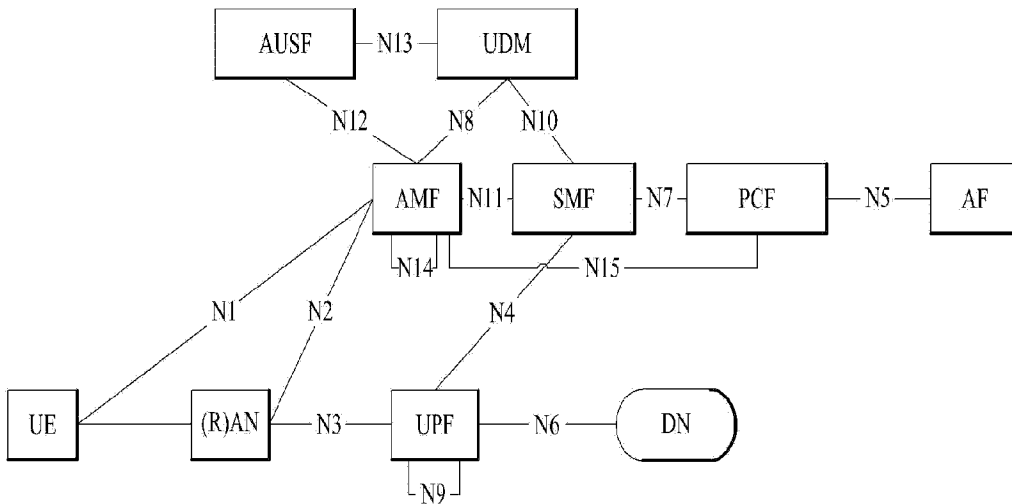 AUSF N13 UDM
N12 N8 N10
AMF N11 SMF N7 PCF N5 AF
N14 N15
N1 N2 N4
UE (R)AN N3 UPF N6 DN
N9